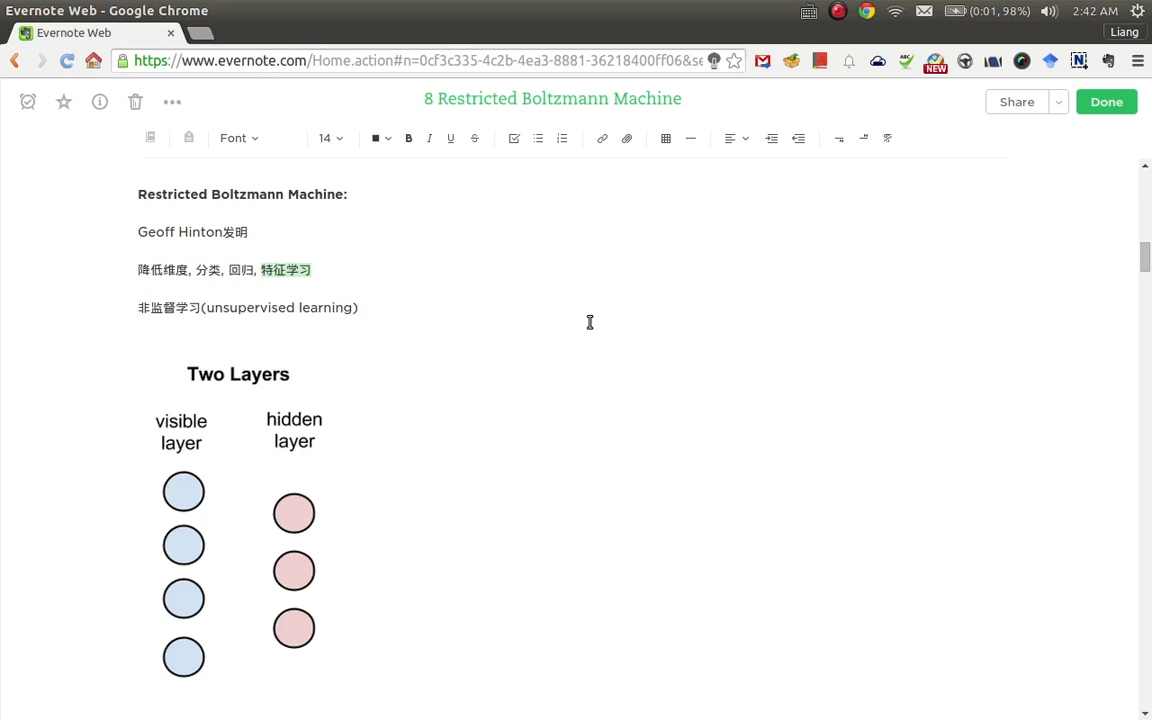 Evernote Web - Google Chrome
(0:01, 98%)
2:42 AM
Evernote Web
Liang
https://www.evernote.com/Home.action#n=0cf3c335-4c2b-4ea3-8881-36218400ff06&se
NEW
8 Restricted Boltzmann Machine
Share
Done
Font
14
B
I
U
Restricted Boltzmann Machine:
Geoff Hinton发明
降低维度, 分类, 回归, 特征学习
非监督学习(unsupervised learning)
Two Layers
visible
layer
hidden
layer